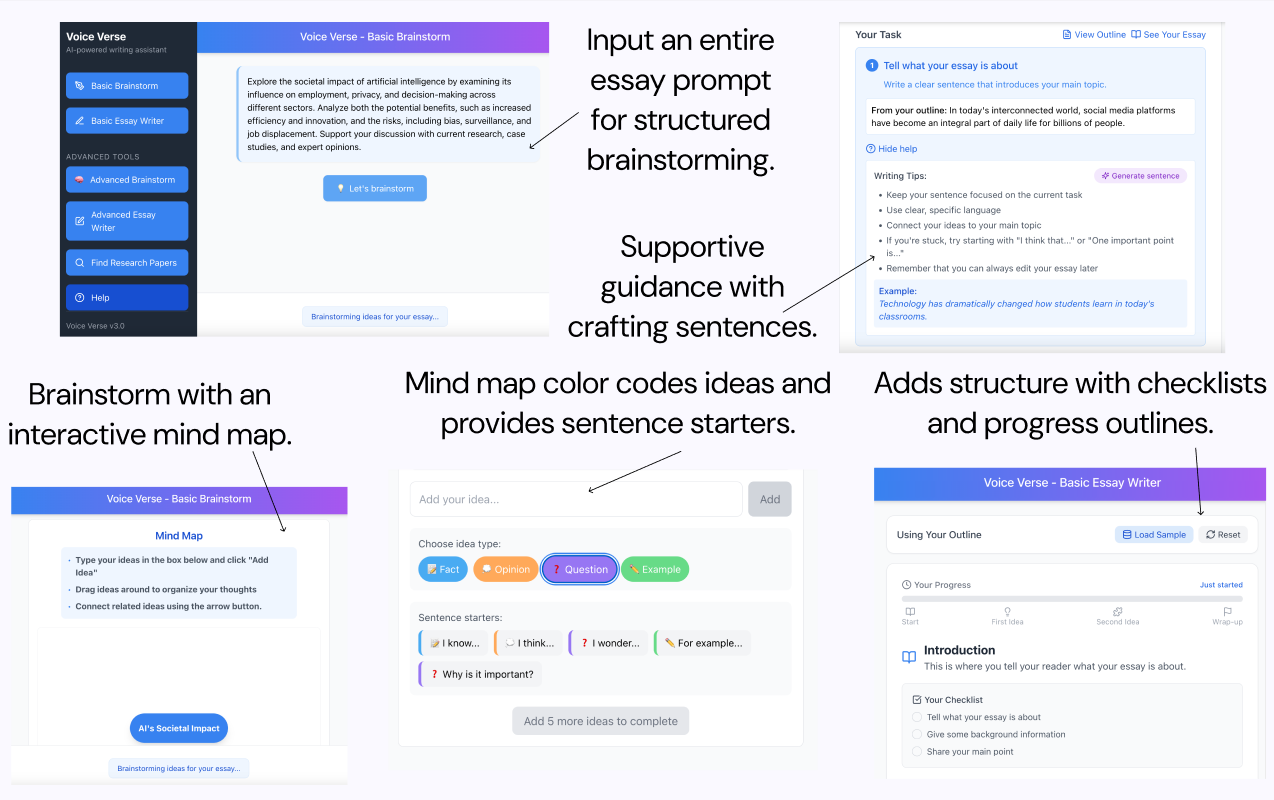 Voice Verse
AI-powered writing assistant
Basic Brainstorm
Basic Essay Writer
ADVANCED TOOLS
Advanced Brainstorm
Advanced Essay
Writer
Find Research Papers
Help
Voice Verse v3.0
Voice Verse - Basic Brainstorm
Explore the societal impact of artificial intelligence by examining its
influence on employment, privacy, and decision-making across
different sectors. Analyze both the potential benefits, such as increased
efficiency and innovation, and the risks, including bias, surveillance, and
job displacement. Support your discussion with current research, case
studies, and expert opinions.
Let's brainstorm
Brainstorming ideas for your essay...
Input an entire
essay prompt
for structured
brainstorming.
Supportive
guidance with
crafting sentences.
Your Task
View Outline
See Your Essay
1
Tell what your essay is about
Write a clear sentence that introduces your main topic.
From your outline: In today's interconnected world, social media platforms
have become an integral part of daily life for billions of people.
Hide help
Writing Tips:
Generate sentence
• Keep your sentence focused on the current task
• Use clear, specific language
• Connect your ideas to your main topic
• If you're stuck, try starting with "I think that..." or "One important point
is..."
• Remember that you can always edit your essay later
Example:
Technology has dramatically changed how students learn in today's
classrooms.
Brainstorm with an
interactive mind map.
Voice Verse - Basic Brainstorm
Mind Map
· Type your ideas in the box below and click "Add
Idea"
· Drag ideas around to organize your thoughts
· Connect related ideas using the arrow button.
AI's Societal Impact
Brainstorming ideas for your essay...
Mind map color codes ideas and
provides sentence starters.
Add your idea...
Add
Choose idea type:
📝 Fact
💭 Opinion
❓ Question
✏️ Example
Sentence starters:
📝 I know...
💭 I think...
❓ I wonder...
✏️ For example...
❓ Why is it important?
Add 5 more ideas to complete
Adds structure with checklists
and progress outlines.
Voice Verse - Basic Essay Writer
Using Your Outline
Load Sample
Reset
Your Progress
Just started
Start
First Idea
Second Idea
Wrap-up
Introduction
This is where you tell your reader what your essay is about.
Your Checklist
Tell what your essay is about
Give some background information
Share your main point